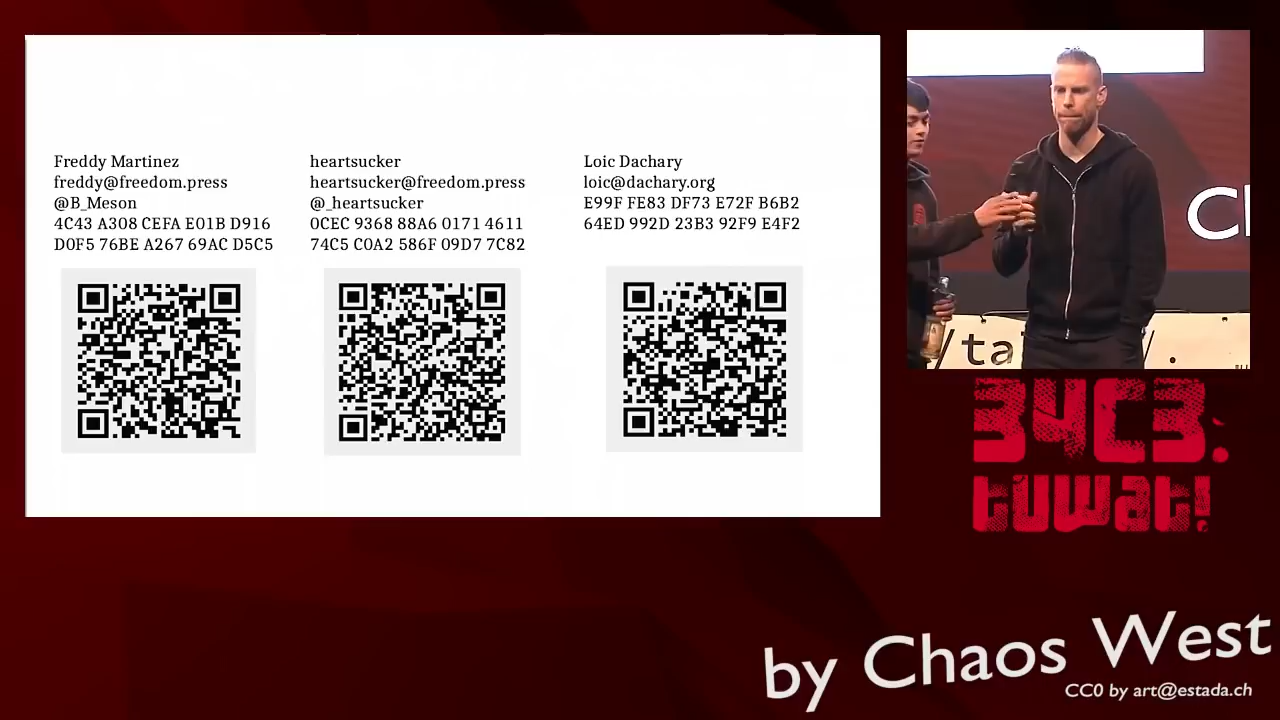 Freddy Martinez
freddy@freedom.press
@B_Meson
4C43 A308 CEFA E01B D916
D0F5 76BE A267 69AC D5C5
heartsucker
heartsucker@freedom.press
@_heartsucker
0CEC 9368 88A6 0171 4611
74C5 C0A2 586F 09D7 7C82
Loic Dachary
loic@dachary.org
E99F FE83 DF73 E72F B6B2
64ED 992D 23B3 92F9 E4F2
34C3:
tuwat!
by Chaos West
CC0 by art@estada.ch